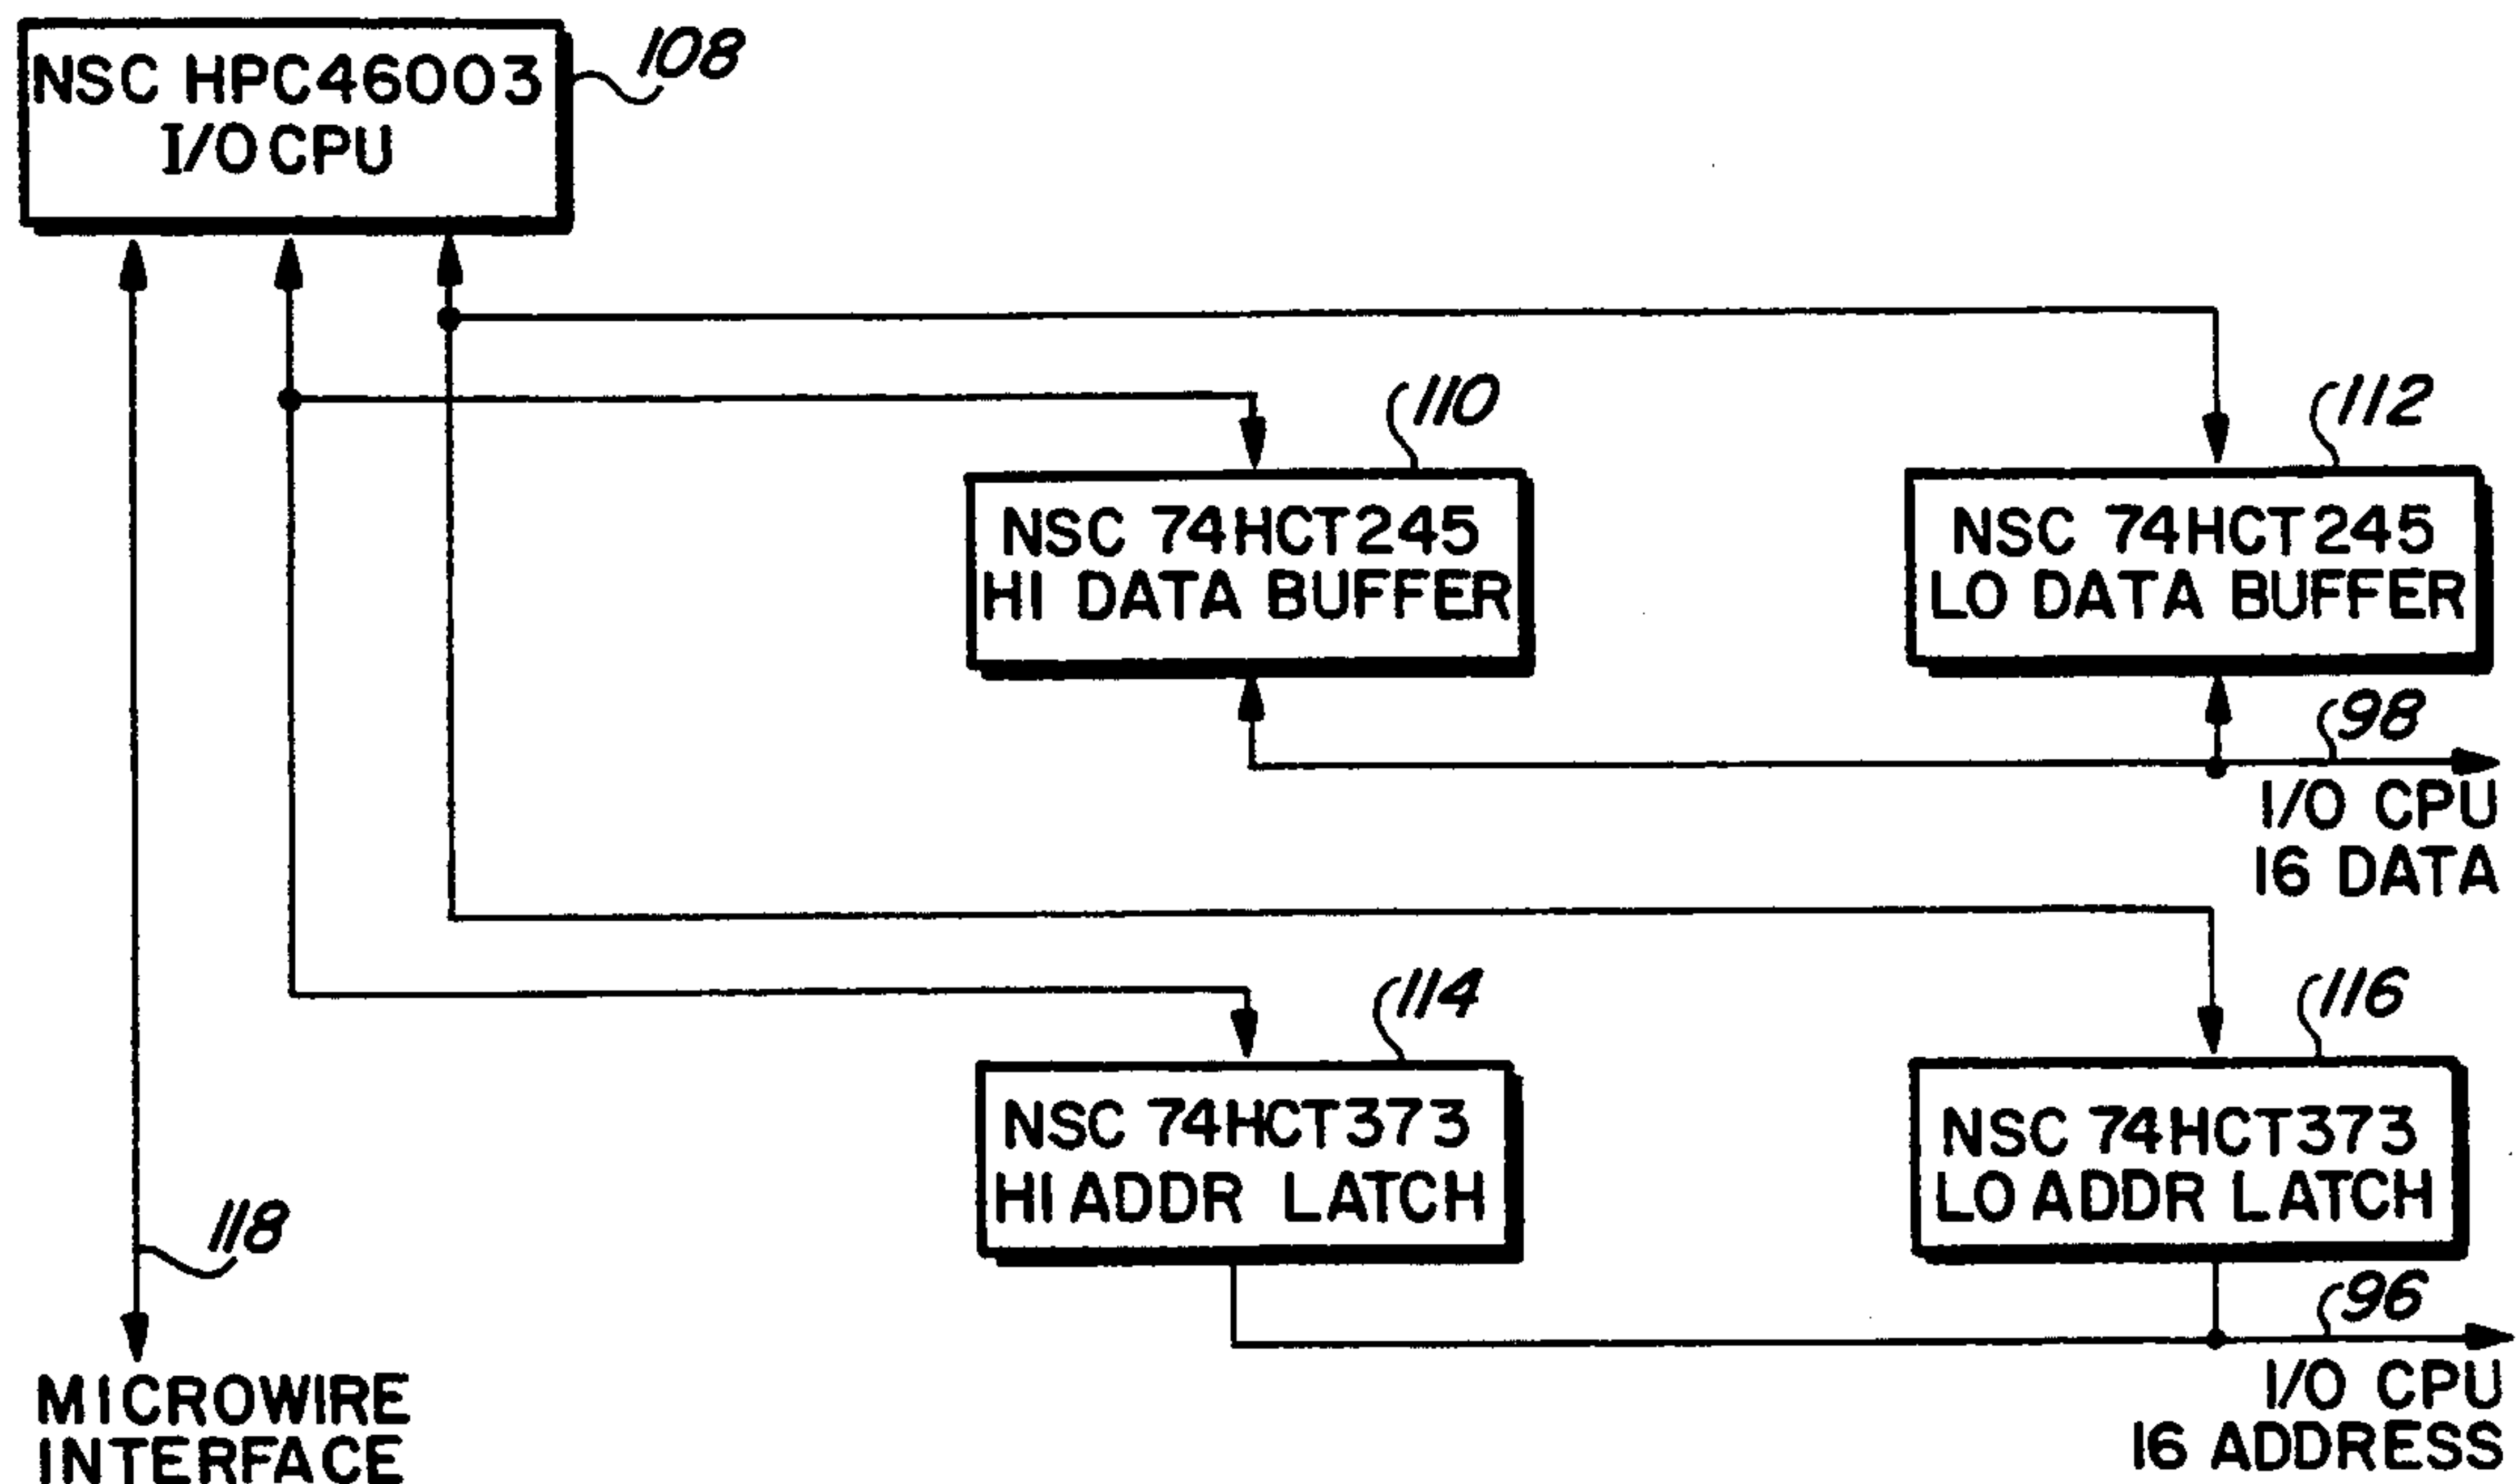 NSC HPC46003
I/O CPU
108
110
112
NSC 74HCT245
HI DATA BUFFER
NSC 74HCT245
LO DATA BUFFER
98
I/O CPU
16 DATA
114
116
NSC 74HCT373
HI ADDR LATCH
NSC 74HCT373
LO ADDR LATCH
118
96
I/O CPU
16 ADDRESS
MICROWIRE
INTERFACE